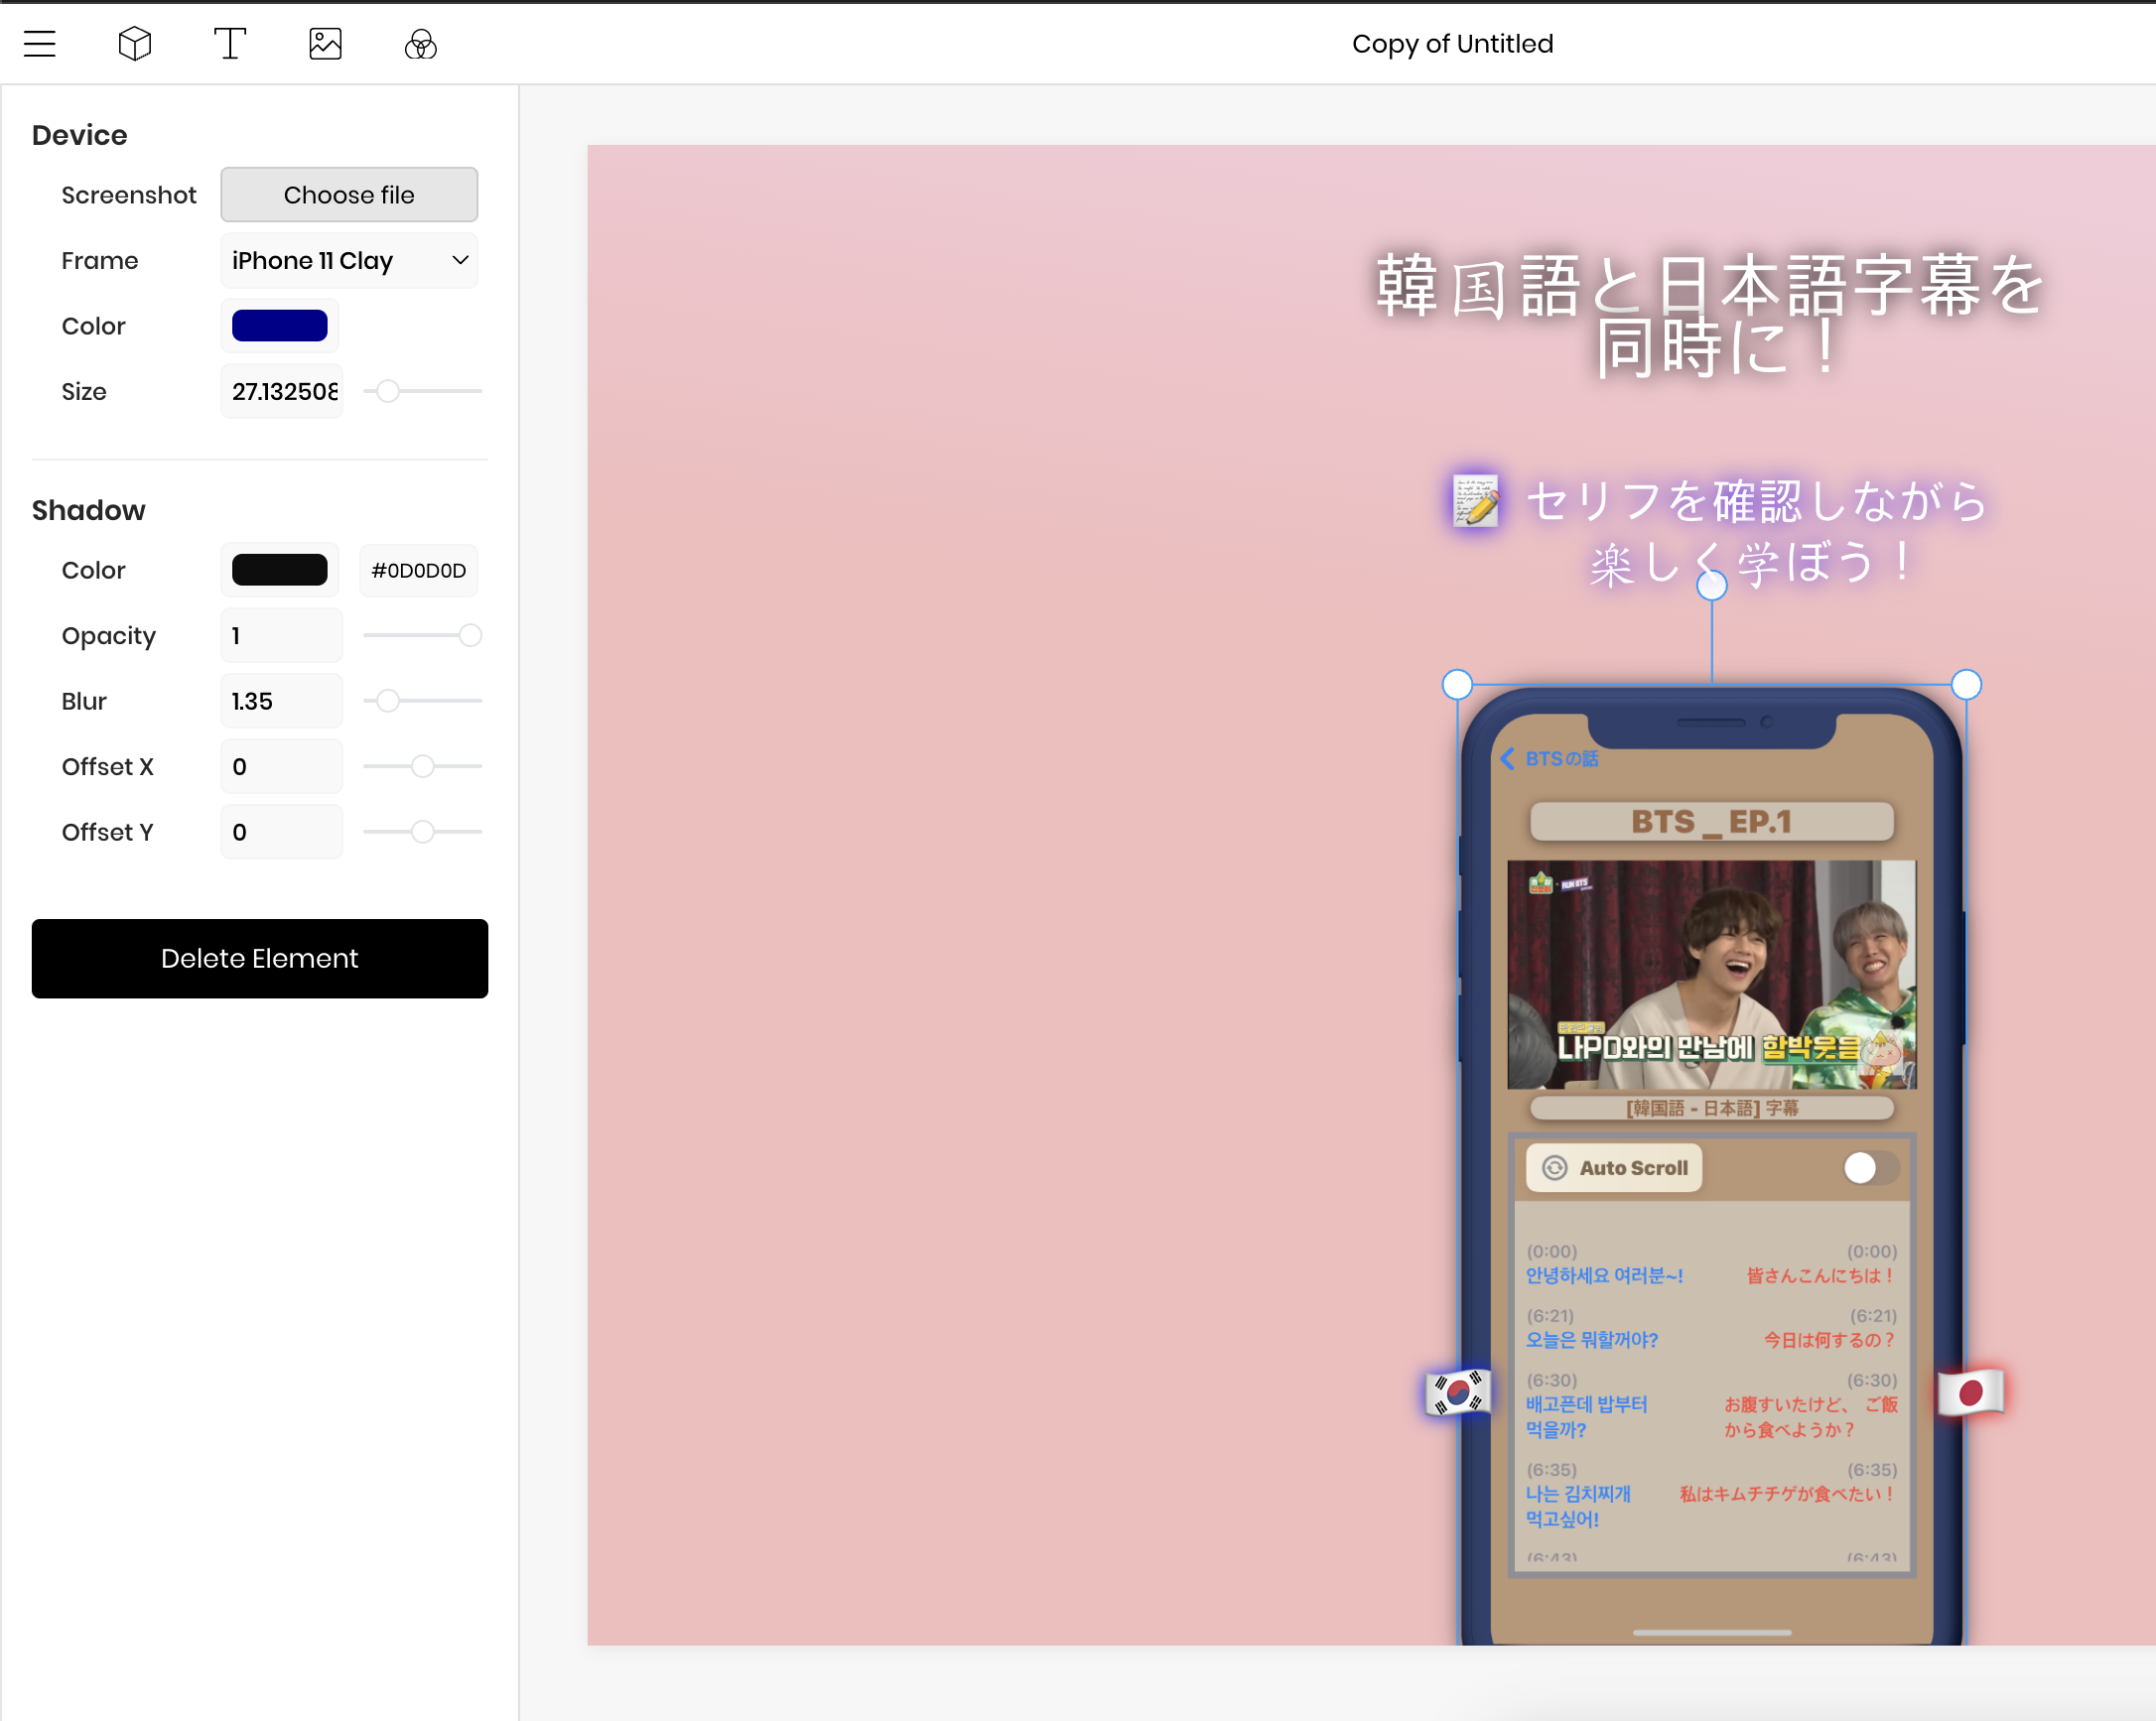 Copy of Untitled
Device
Screenshot Choose file
Frame iPhone 11 Clay
Color
Size 27.132508
Shadow
Color #0D0D0D
Opacity 1
Blur 1.35
Offset X 0
Offset Y 0
Delete Element
韓国語と日本語字幕を
同時に！
セリフを確認しながら
楽しく学ぼう！
BTSの話
BTS _ EP.1
RUN BTS
나PD와의 만남에 함박웃음
[韓国語 - 日本語] 字幕
Auto Scroll
(0:00) (0:00)
안녕하세요 여러분~! 皆さんこんにちは！
(6:21) (6:21)
오늘은 뭐할꺼야? 今日は何するの？
(6:30) (6:30)
배고픈데 밥부터 お腹すいたけど、 ご飯
먹을까? から食べようか？
(6:35) (6:35)
나는 김치찌개 私はキムチチゲが食べたい！
먹고싶어!
(6:43) (6:43)